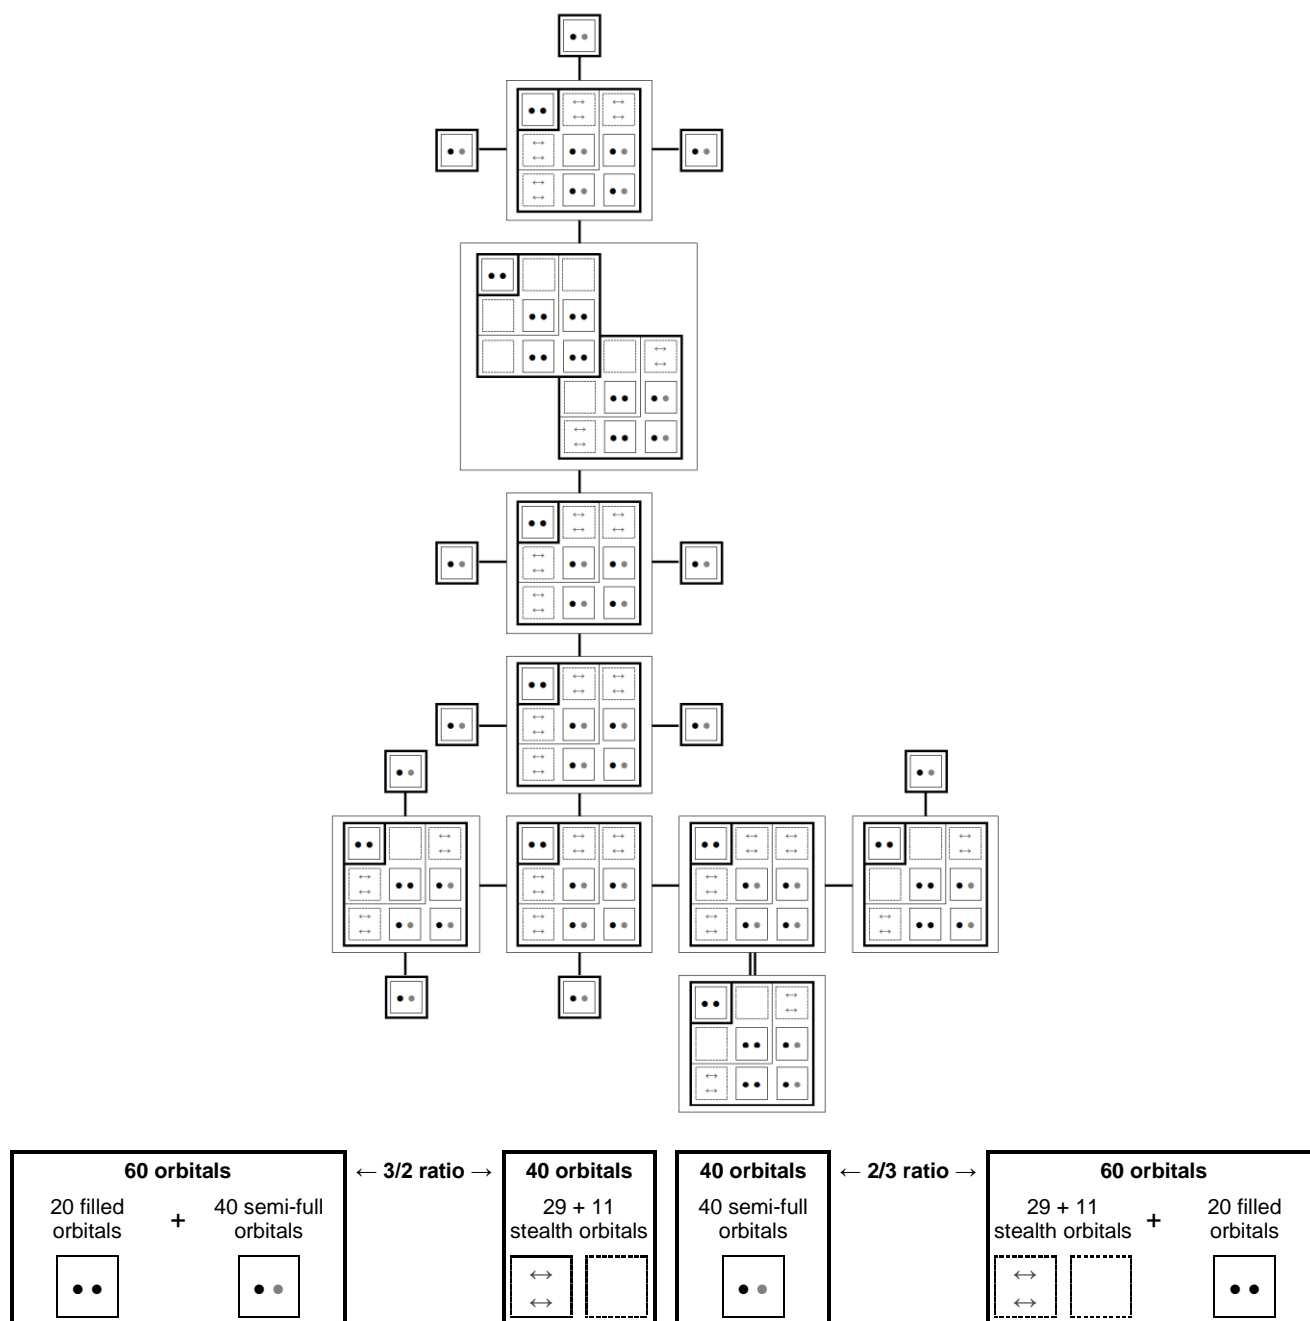 60 orbitals
← 3/2 ratio →
40 orbitals
40 orbitals
← 2/3 ratio →
60 orbitals
20 filled
orbitals
+
40 semi-full
orbitals
29 + 11
stealth orbitals
40 semi-full
orbitals
29 + 11
stealth orbitals
+
20 filled
orbitals